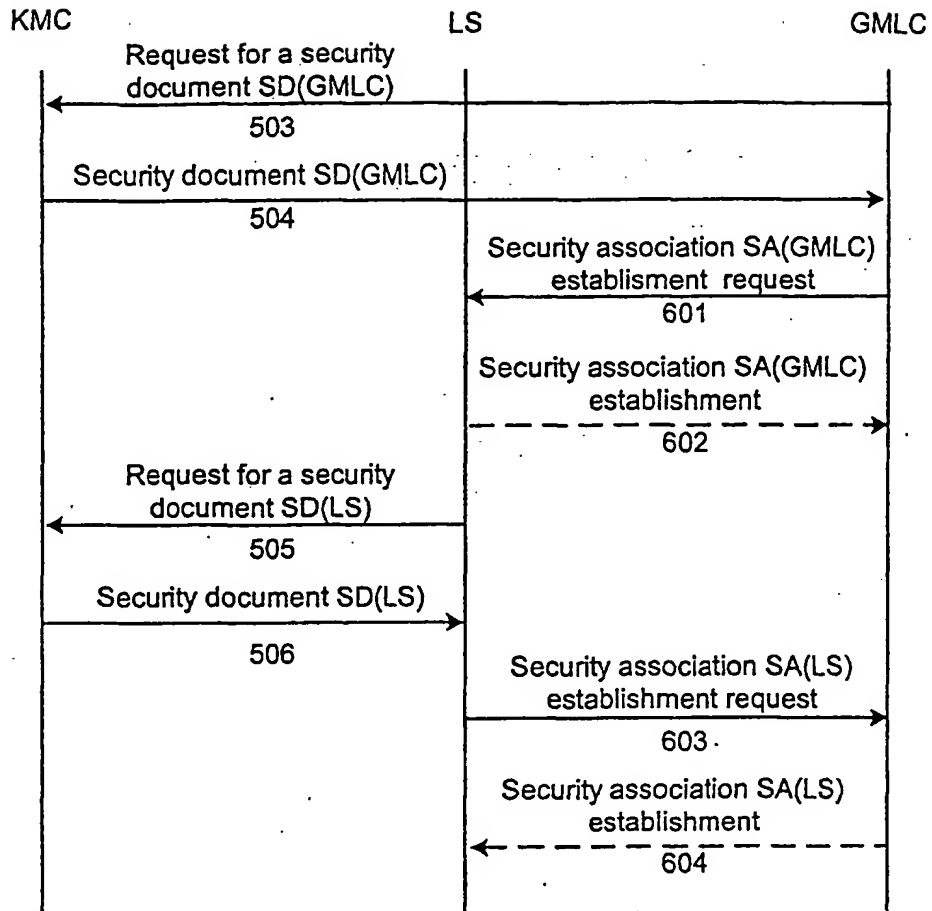 KMC LS GMLC
Request for a security
document SD(GMLC)
503
Security document SD(GMLC)
504
Security association SA(GMLC)
establisment request
601
Security association SA(GMLC)
establishment
602
Request for a security
document SD(LS)
505
Security document SD(LS)
506
Security association SA(LS)
establishment request
603
Security association SA(LS)
establishment
604